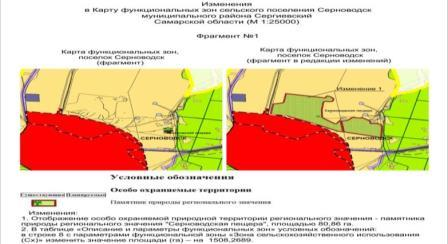 Изменения
в Карту функциональных зон сельского поселения Серноводск
муниципального района Сергиевский
Самарской области (М 1:25000)
Фрагмент №1
Карта функциональных зон,
поселок Серноводск
(фрагмент)
Карта функциональных зон,
поселок Серноводск
(фрагмент в редакции изменений)
Изменение 1
СЕРНОВОДСК
СЕРНОВОДСК
Условные обозначения
Особо охраняемые территории
Памятники природы регионального значения
Изменения:
1. Отображение особо охраняемой природной территории регионального значения - памятника
природы регионального значения "Серноводская пещера", площадью 80,86 га.
2. В таблице «Описание и параметры функциональных зон» условных обозначений:
в строке 8 с параметрами функциональной зоны «Зона сельскохозяйственного использования
(Сх)» изменить значение площади (га) – на 1508,2689.